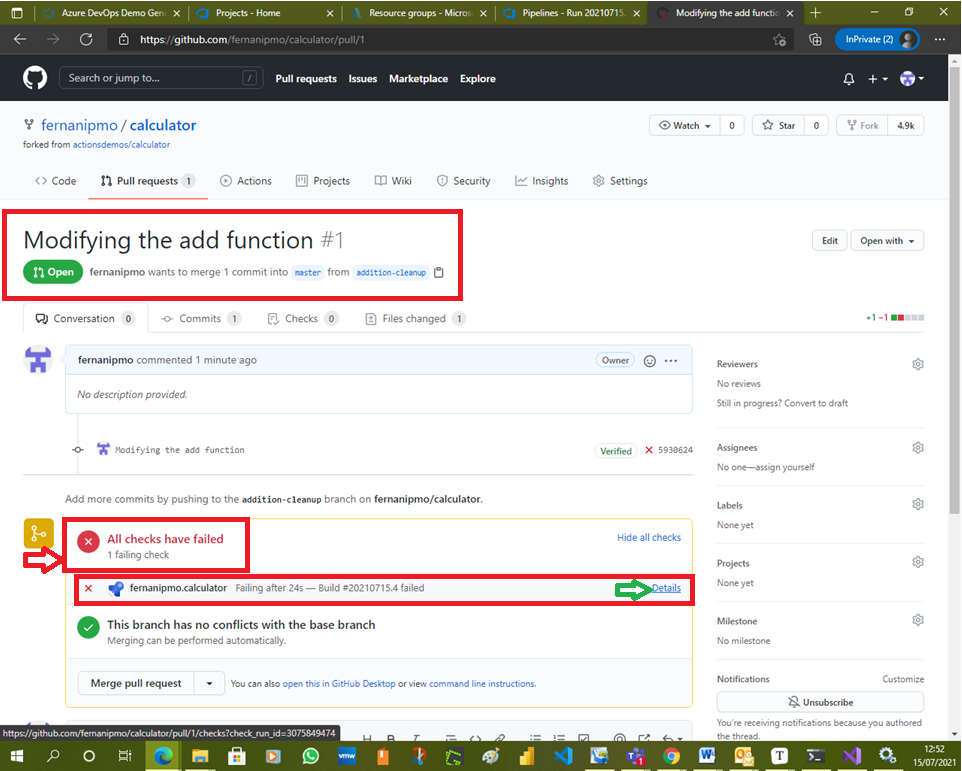 Azure DevOps Demo Gene
Projects - Home
Resource groups - Micros
Pipelines - Run 20210715.
Modifying the add functio
https://github.com/fernanipmo/calculator/pull/1
InPrivate (2)
Search or jump to...
/
Pull requests
Issues
Marketplace
Explore
fernanipmo / calculator
forked from actionsdemos/calculator
Watch
0
Star
0
Fork
4.9k
Code
Pull requests 1
Actions
Projects
Wiki
Security
Insights
Settings
Modifying the add function #1
Edit
Open with
Open
fernanipmo wants to merge 1 commit into master from addition-cleanup
Conversation 0
Commits 1
Checks 0
Files changed 1
+1 −1
fernanipmo commented 1 minute ago
Owner
No description provided.
Modifying the add function
Verified
5930624
Add more commits by pushing to the addition-cleanup branch on fernanipmo/calculator.
All checks have failed
1 failing check
Hide all checks
fernanipmo.calculator Failing after 24s — Build #20210715.4 failed
Details
This branch has no conflicts with the base branch
Merging can be performed automatically.
Merge pull request
You can also open this in GitHub Desktop or view command line instructions.
Reviewers
No reviews
Still in progress? Convert to draft
Assignees
No one—assign yourself
Labels
None yet
Projects
None yet
Milestone
No milestone
Notifications
Customize
Unsubscribe
You're receiving notifications because you authored
the thread.
https://github.com/fernanipmo/calculator/pull/1/checks?check_run_id=3075849474
12:52
15/07/2021